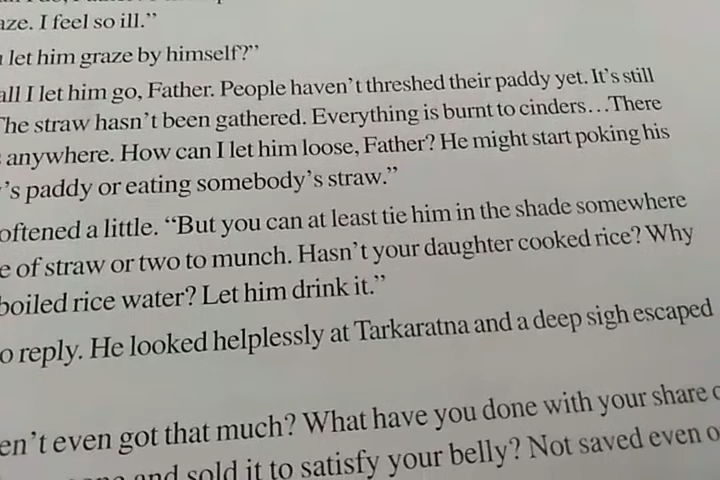 aze. I feel so ill.”
let him graze by himself?”
all I let him go, Father. People haven’t threshed their paddy yet. It’s still
The straw hasn’t been gathered. Everything is burnt to cinders…There
anywhere. How can I let him loose, Father? He might start poking his
’s paddy or eating somebody’s straw.”
oftened a little. “But you can at least tie him in the shade somewhere
e of straw or two to munch. Hasn’t your daughter cooked rice? Why
boiled rice water? Let him drink it.”
o reply. He looked helplessly at Tarkaratna and a deep sigh escaped
en’t even got that much? What have you done with your share
and sold it to satisfy your belly? Not saved even